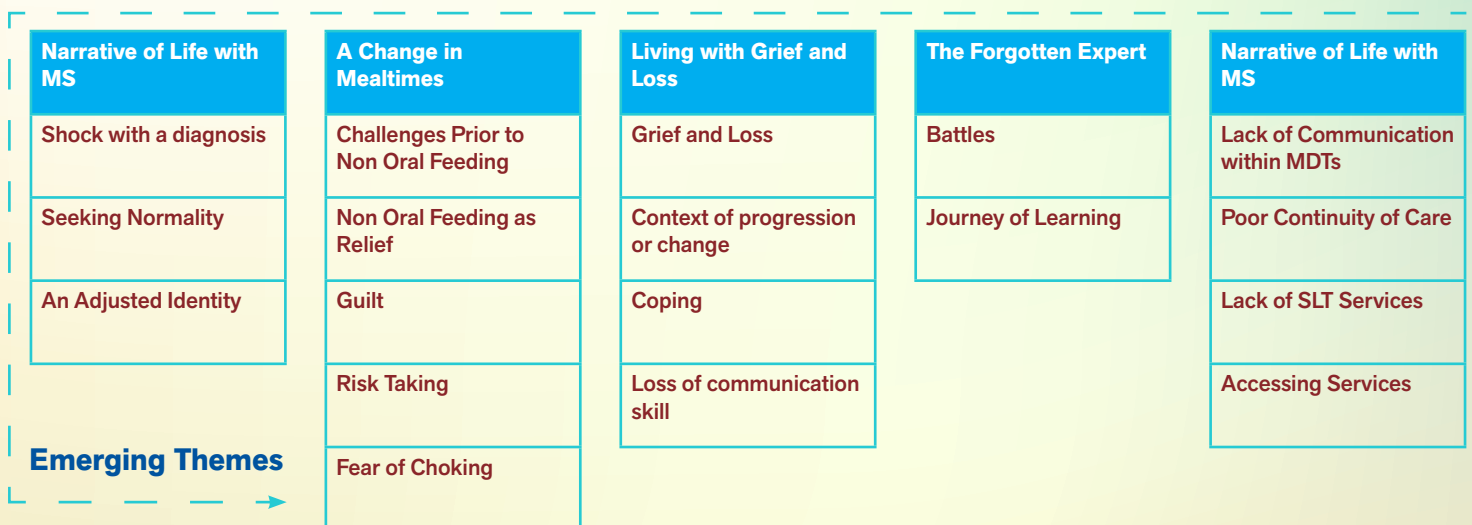 Narrative of Life with
MS
Shock with a diagnosis
Seeking Normality
An Adjusted Identity
A Change in
Mealtimes
Challenges Prior to
Non Oral Feeding
Non Oral Feeding as
Relief
Guilt
Risk Taking
Fear of Choking
Living with Grief and
Loss
Grief and Loss
Context of progression
or change
Coping
Loss of communication
skill
The Forgotten Expert
Battles
Journey of Learning
Narrative of Life with
MS
Lack of Communication
within MDTs
Poor Continuity of Care
Lack of SLT Services
Accessing Services
Emerging Themes